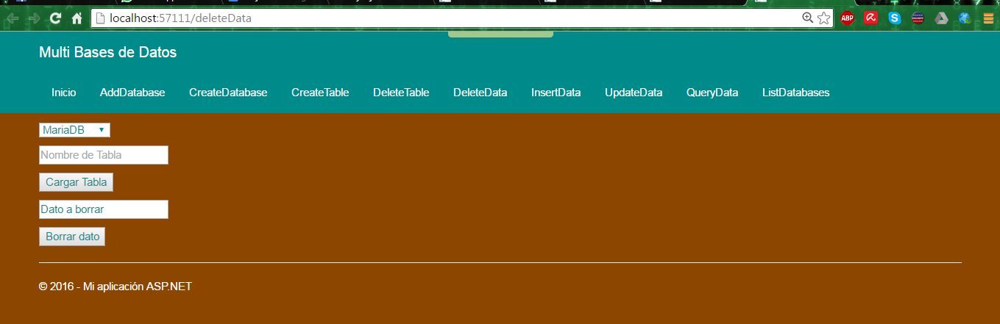 localhost:57111/deleteData
ABP
Multi Bases de Datos
Inicio AddDatabase CreateDatabase CreateTable DeleteTable DeleteData InsertData UpdateData QueryData ListDatabases
MariaDB
Nombre de Tabla
Cargar Tabla
Dato a borrar
Borrar dato
© 2016 - Mi aplicación ASP.NET